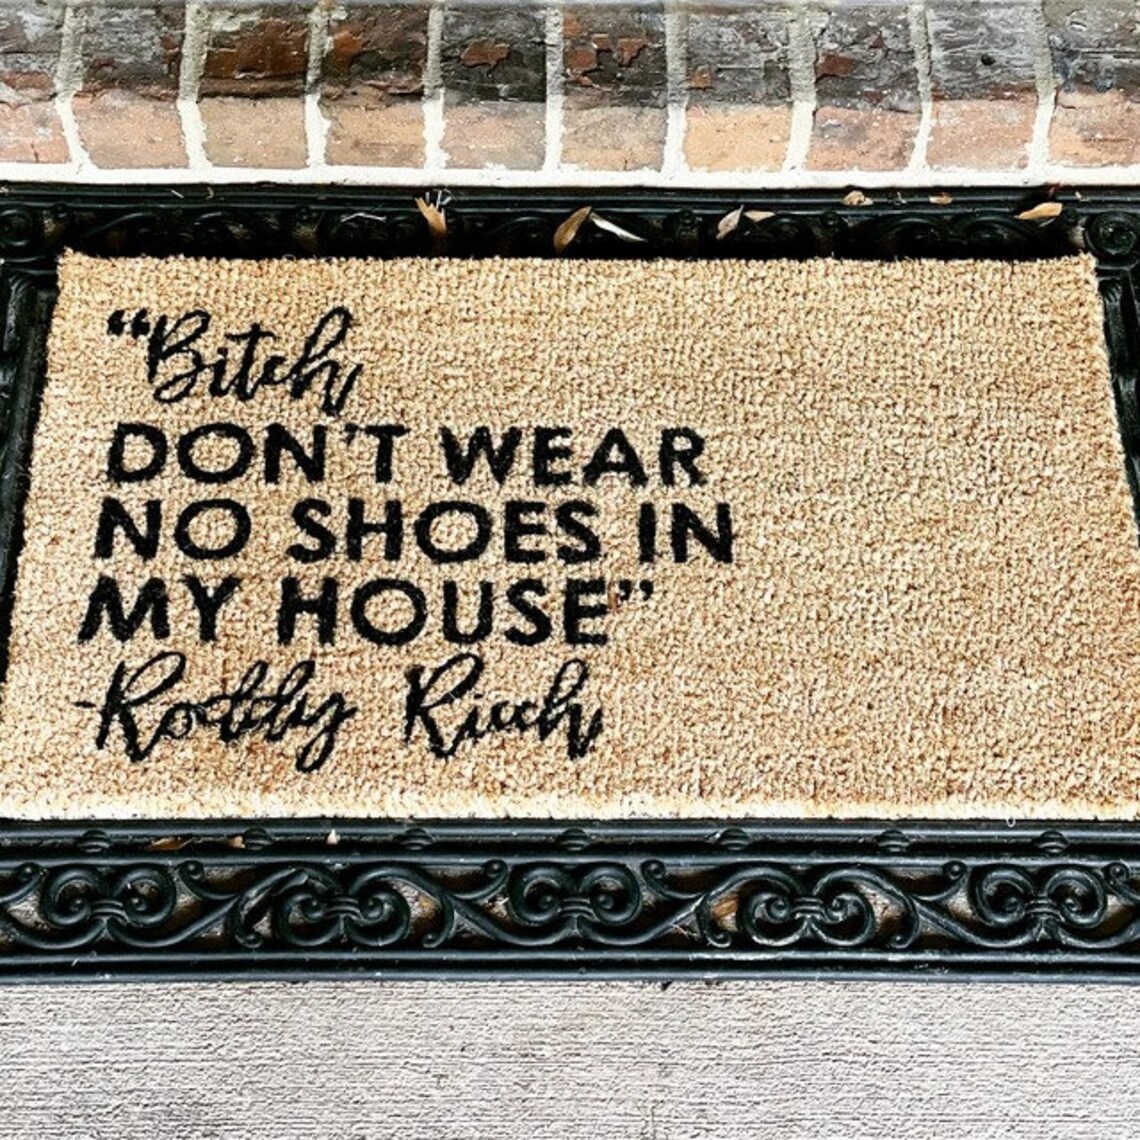 “Bitch
DON'T WEAR
NO SHOES IN
MY HOUSE”
-Roddy Ricch